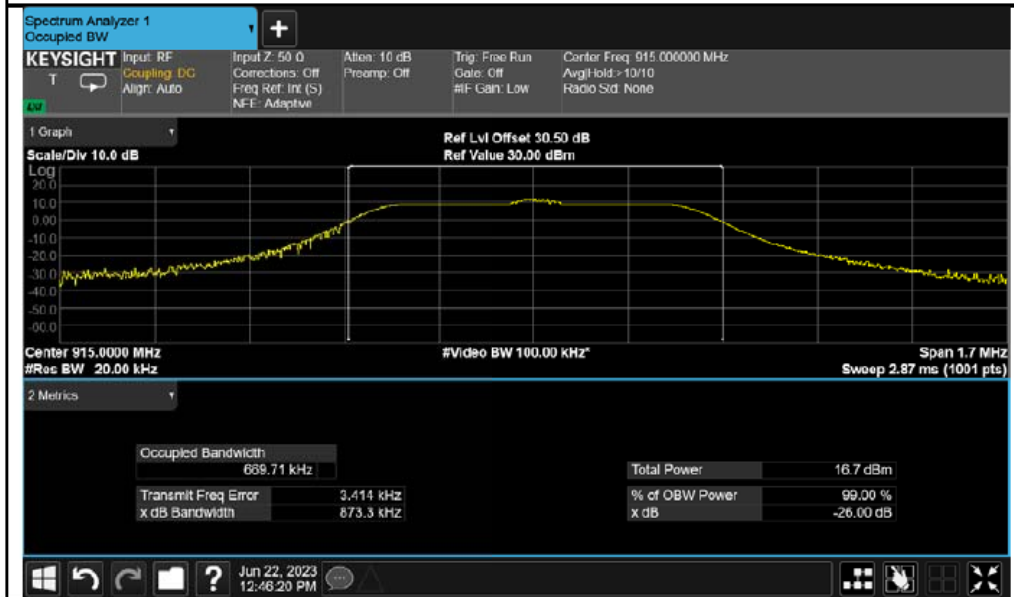 Spectrum Analyzer 1
Occupied BW
+
KEYSIGHT Input: RF Input Z: 50 Ω Atten: 10 dB Trig: Free Run Center Freq: 915.000000 MHz
T Coupling: DC Corrections: Off Preamp: Off Gate: Off Avg|Hold:>10/10
Align: Auto Freq Ref: Int (S) #IF Gain: Low Radio Std: None
NFE: Adaptive
1 Graph
Ref Lvl Offset 30.50 dB
Scale/Div 10.0 dB Ref Value 30.00 dBm
Log
20.0
10.0
0.00
-10.0
-20.0
-30.0
-40.0
-50.0
-60.0
Center 915.0000 MHz #Video BW 100.00 kHz* Span 1.7 MHz
#Res BW 20.00 kHz Sweep 2.87 ms (1001 pts)
2 Metrics
Occupied Bandwidth
669.71 kHz Total Power 16.7 dBm
Transmit Freq Error 3.414 kHz % of OBW Power 99.00 %
x dB Bandwidth 873.3 kHz x dB -26.00 dB
? Jun 22, 2023
12:46:20 PM